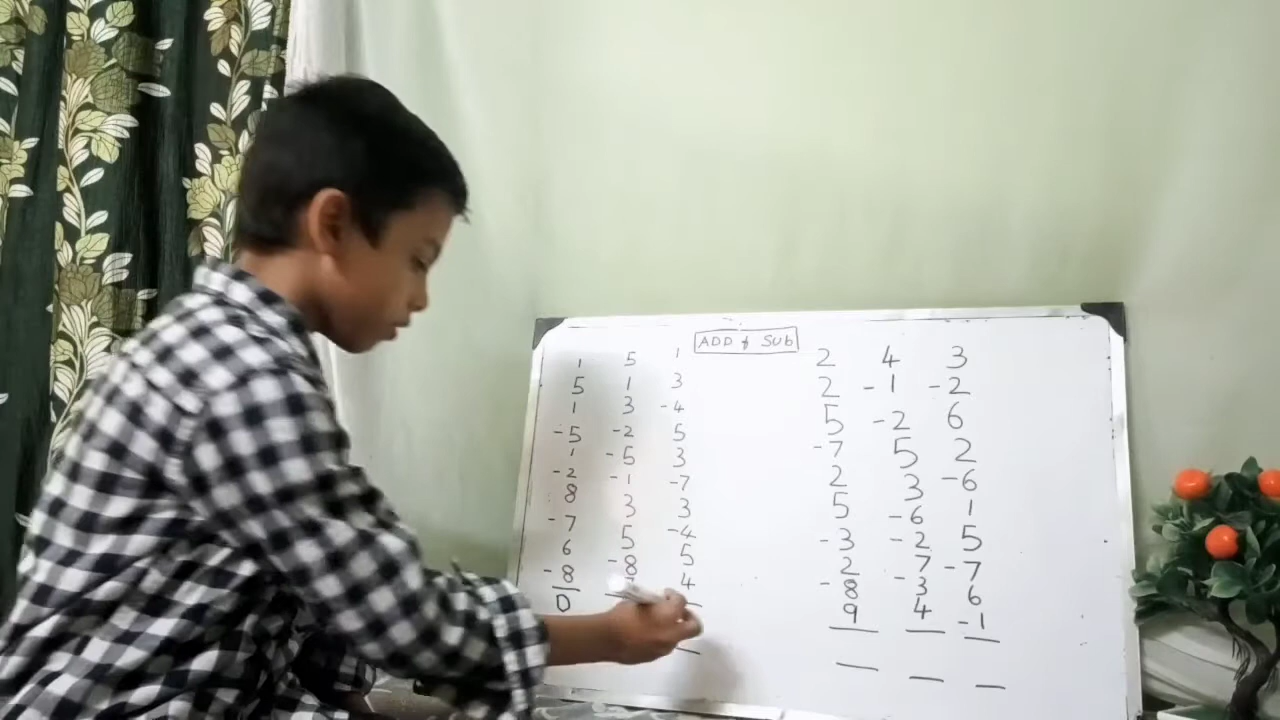 ADD & SUB
1 5 1
5 1 3
1 3 -4
-5 -2 5
1 -5 3
-2 -1 -7
8 3 3
-7 5 -4
6 -8 5
-8 4
0
2 4 3
2 -1 -2
5 -2 6
-7 5 2
2 3 -6
5 -6 1
-3 -2 5
2 7 -7
-8 -3 6
9 4 -1